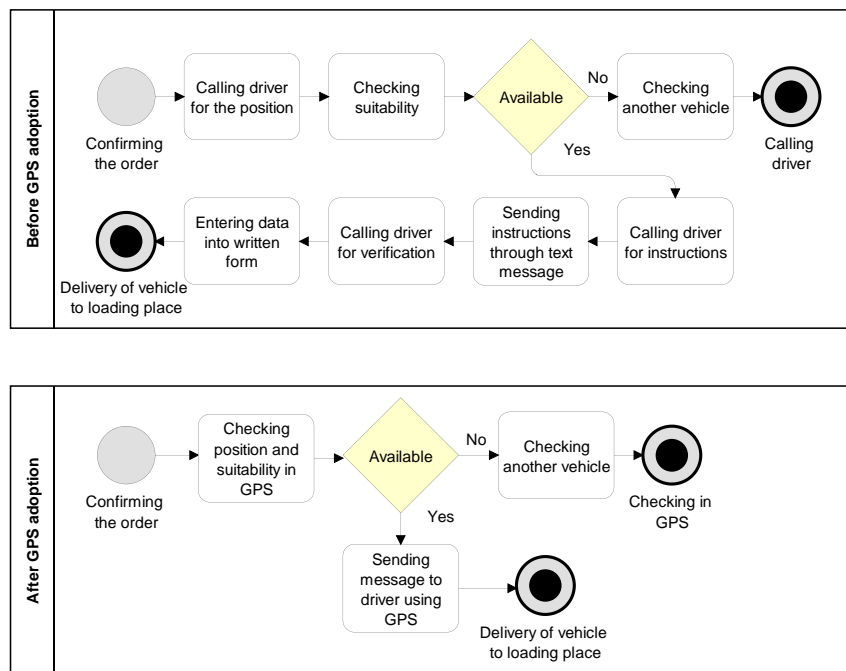 Before GPS adoption
Confirming
the order
Calling driver
for the position
Checking
suitability
Available
No
Yes
Checking
another vehicle
Calling
driver
Calling driver
for instructions
Sending
instructions
through text
message
Calling driver
for verification
Entering data
into written
form
Delivery of vehicle
to loading place
After GPS adoption
Confirming
the order
Checking
position and
suitability in
GPS
Available
No
Yes
Checking
another vehicle
Checking in
GPS
Sending
message to
driver using
GPS
Delivery of vehicle
to loading place